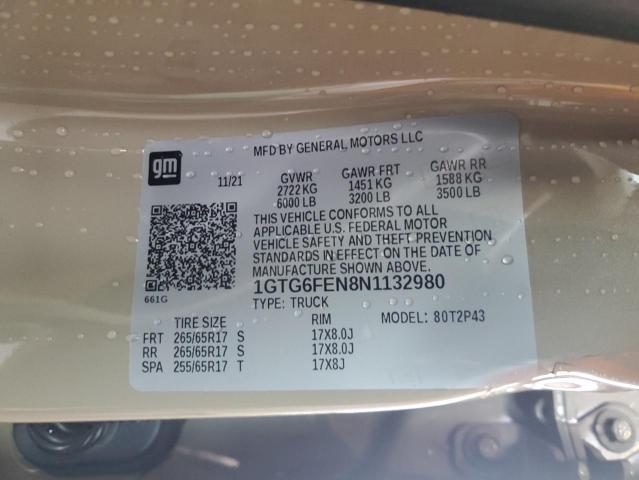 gm
MFD BY GENERAL MOTORS LLC
11/21 GVWR GAWR FRT GAWR RR
2722 KG 1451 KG 1588 KG
6000 LB 3200 LB 3500 LB
THIS VEHICLE CONFORMS TO ALL
APPLICABLE U.S. FEDERAL MOTOR
VEHICLE SAFETY AND THEFT PREVENTION
STANDARDS IN EFFECT ON THE DATE OF
MANUFACTURE SHOWN ABOVE.
661G
1GTG6FEN8N1132980
TYPE: TRUCK
TIRE SIZE RIM MODEL: 80T2P43
FRT 265/65R17 S 17X8.0J
RR 265/65R17 S 17X8.0J
SPA 255/65R17 T 17X8J